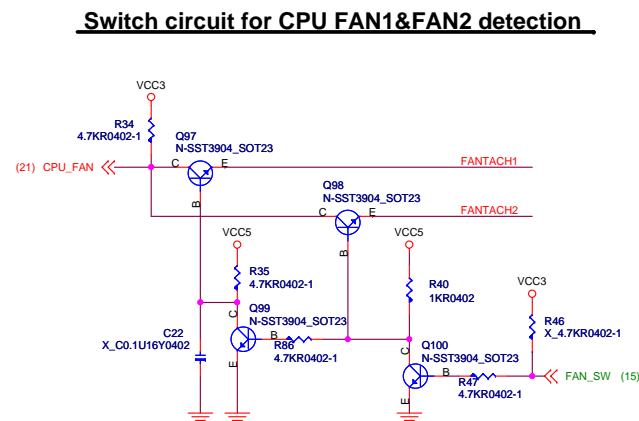 Switch circuit for CPU FAN1&FAN2 detection
VCC3
R34
4.7KR0402-1
Q97
N-SST3904_SOT23
(21) CPU_FAN
C
E
FANTACH1
B
Q98
N-SST3904_SOT23
C
E
FANTACH2
B
VCC5
R35
4.7KR0402-1
VCC5
R40
1KR0402
VCC3
R46
X_4.7KR0402-1
C22
X_C0.1U16Y0402
Q99
N-SST3904_SOT23
C
B
E
R86
4.7KR0402-1
Q100
N-SST3904_SOT23
C
B
E
R47
4.7KR0402-1
FAN_SW (15)